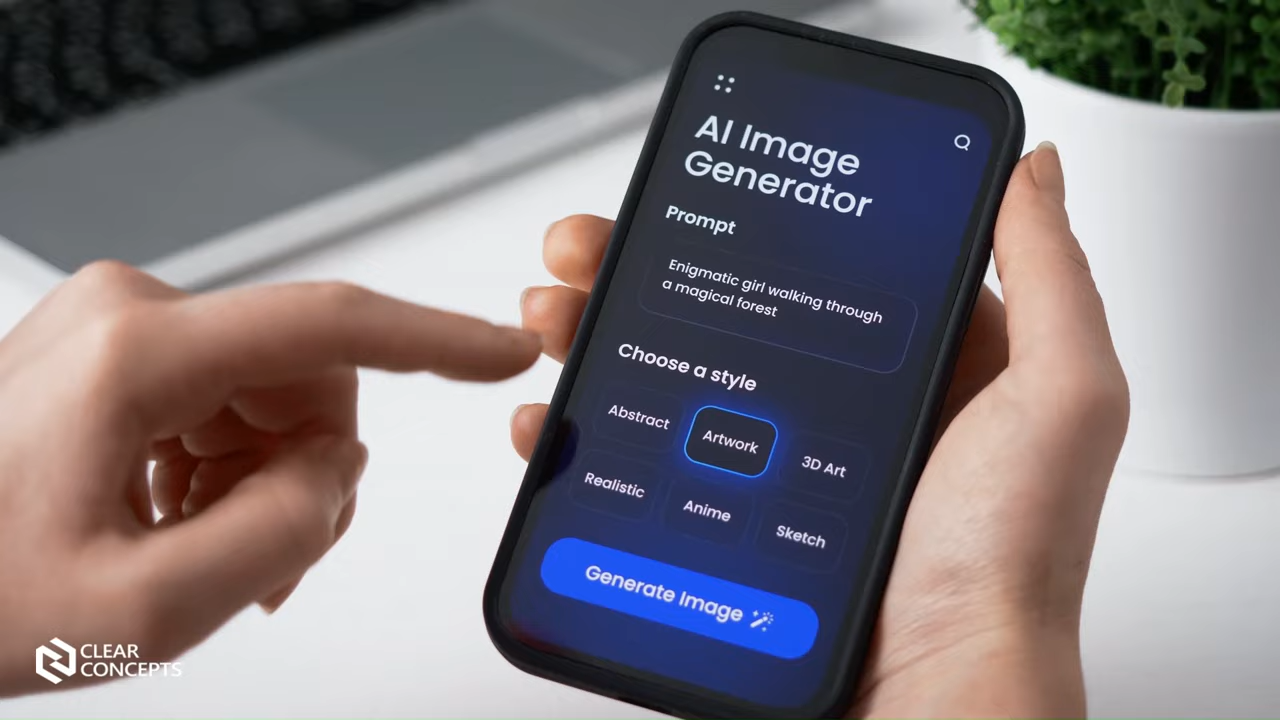 AI Image
Generator
Prompt
Enigmatic girl walking through
a magical forest
Choose a style
Abstract
Artwork
3D Art
Realistic
Anime
Sketch
Generate Image
CLEAR
CONCEPTS